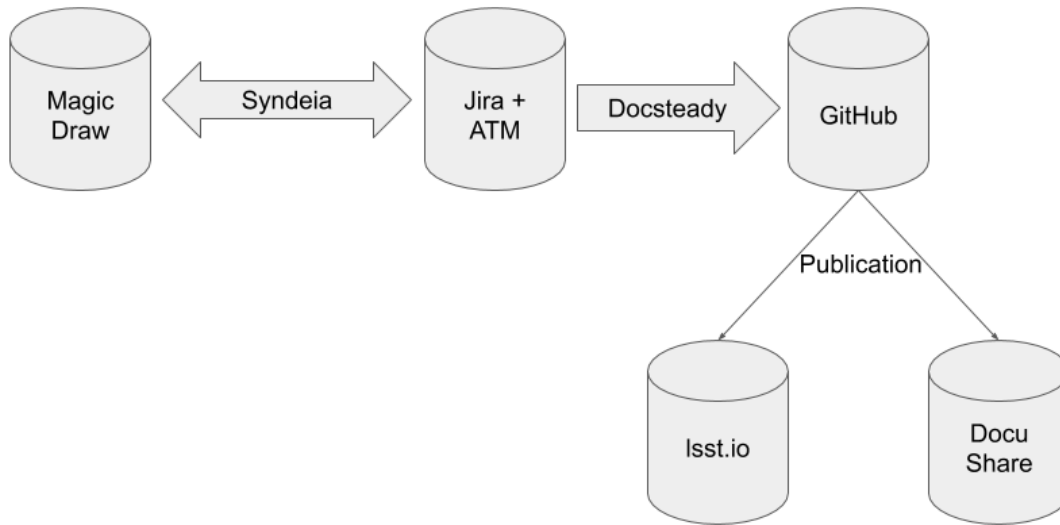 Magic
Draw
Syndeia
Jira +
ATM
Docsteady
GitHub
Publication
lsst.io
Docu
Share